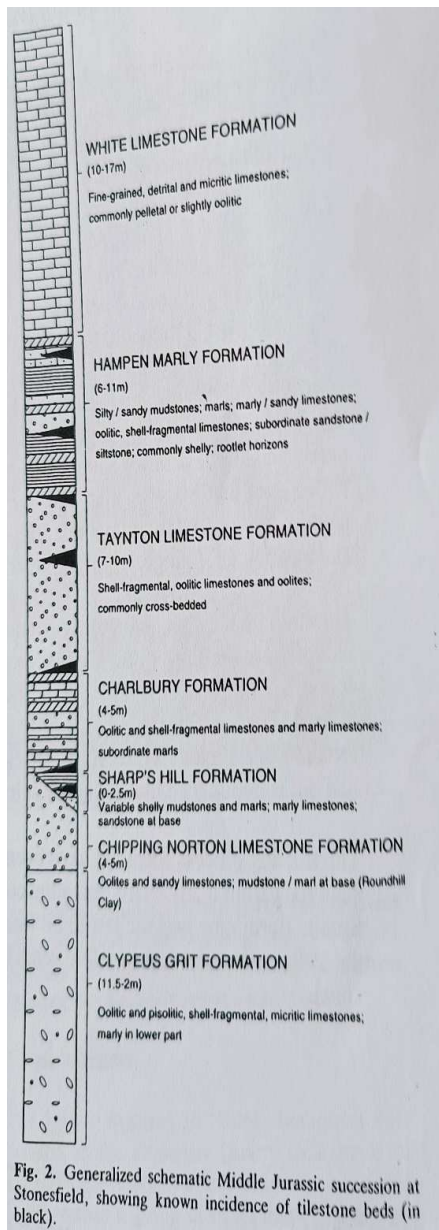 WHITE LIMESTONE FORMATION
(10-17m)
Fine-grained, detrital and micritic limestones;
commonly pelletal or slightly oolitic
HAMPEN MARLY FORMATION
(6-11m)
Silty / sandy mudstones; marls; marly / sandy limestones;
oolitic, shell-fragmental limestones; subordinate sandstone /
siltstone; commonly shelly; rootlet horizons
TAYNTON LIMESTONE FORMATION
(7-10m)
Shell-fragmental, oolitic limestones and oolites;
commonly cross-bedded
CHARLBURY FORMATION
(4-5m)
Oolitic and shell-fragmental limestones and marly limestones;
subordinate marls
SHARP'S HILL FORMATION
(0-2.5m)
Variable shelly mudstones and marls; marly limestones;
sandstone at base
CHIPPING NORTON LIMESTONE FORMATION
(4-5m)
Oolites and sandy limestones; mudstone / marl at base (Roundhill
Clay)
CLYPEUS GRIT FORMATION
(11.5-2m)
Oolitic and pisolitic, shell-fragmental, micritic limestones;
marly in lower part
Fig. 2. Generalized schematic Middle Jurassic succession at
Stonesfield, showing known incidence of tilestone beds (in
black).